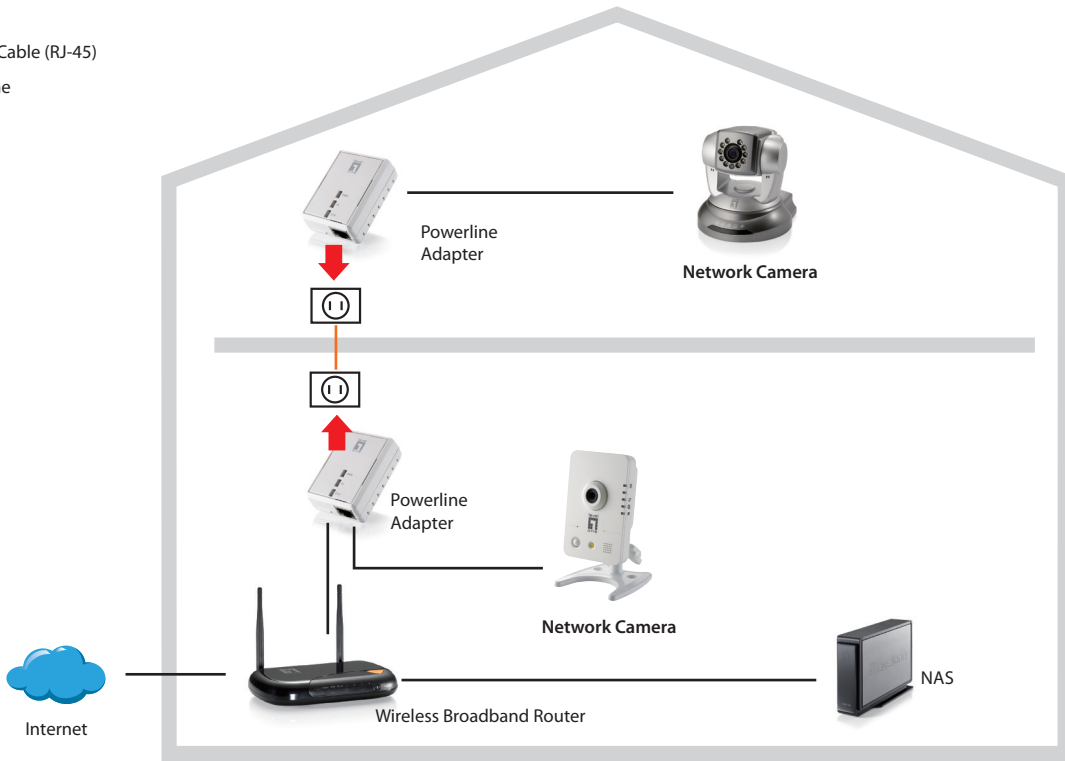 Cable (RJ-45)
e
Powerline
Adapter
Network Camera
Powerline
Adapter
Network Camera
NAS
Wireless Broadband Router
Internet